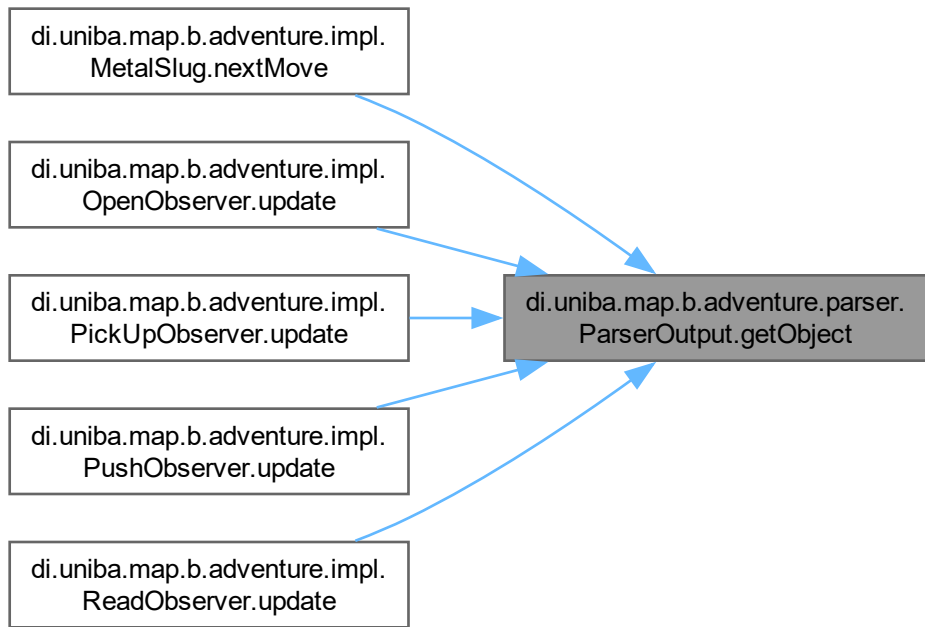 di.uniba.map.b.adventure.impl.
MetalSlug.nextMove
di.uniba.map.b.adventure.impl.
OpenObserver.update
di.uniba.map.b.adventure.impl.
PickUpObserver.update
di.uniba.map.b.adventure.parser.
ParserOutput.getObject
di.uniba.map.b.adventure.impl.
PushObserver.update
di.uniba.map.b.adventure.impl.
ReadObserver.update